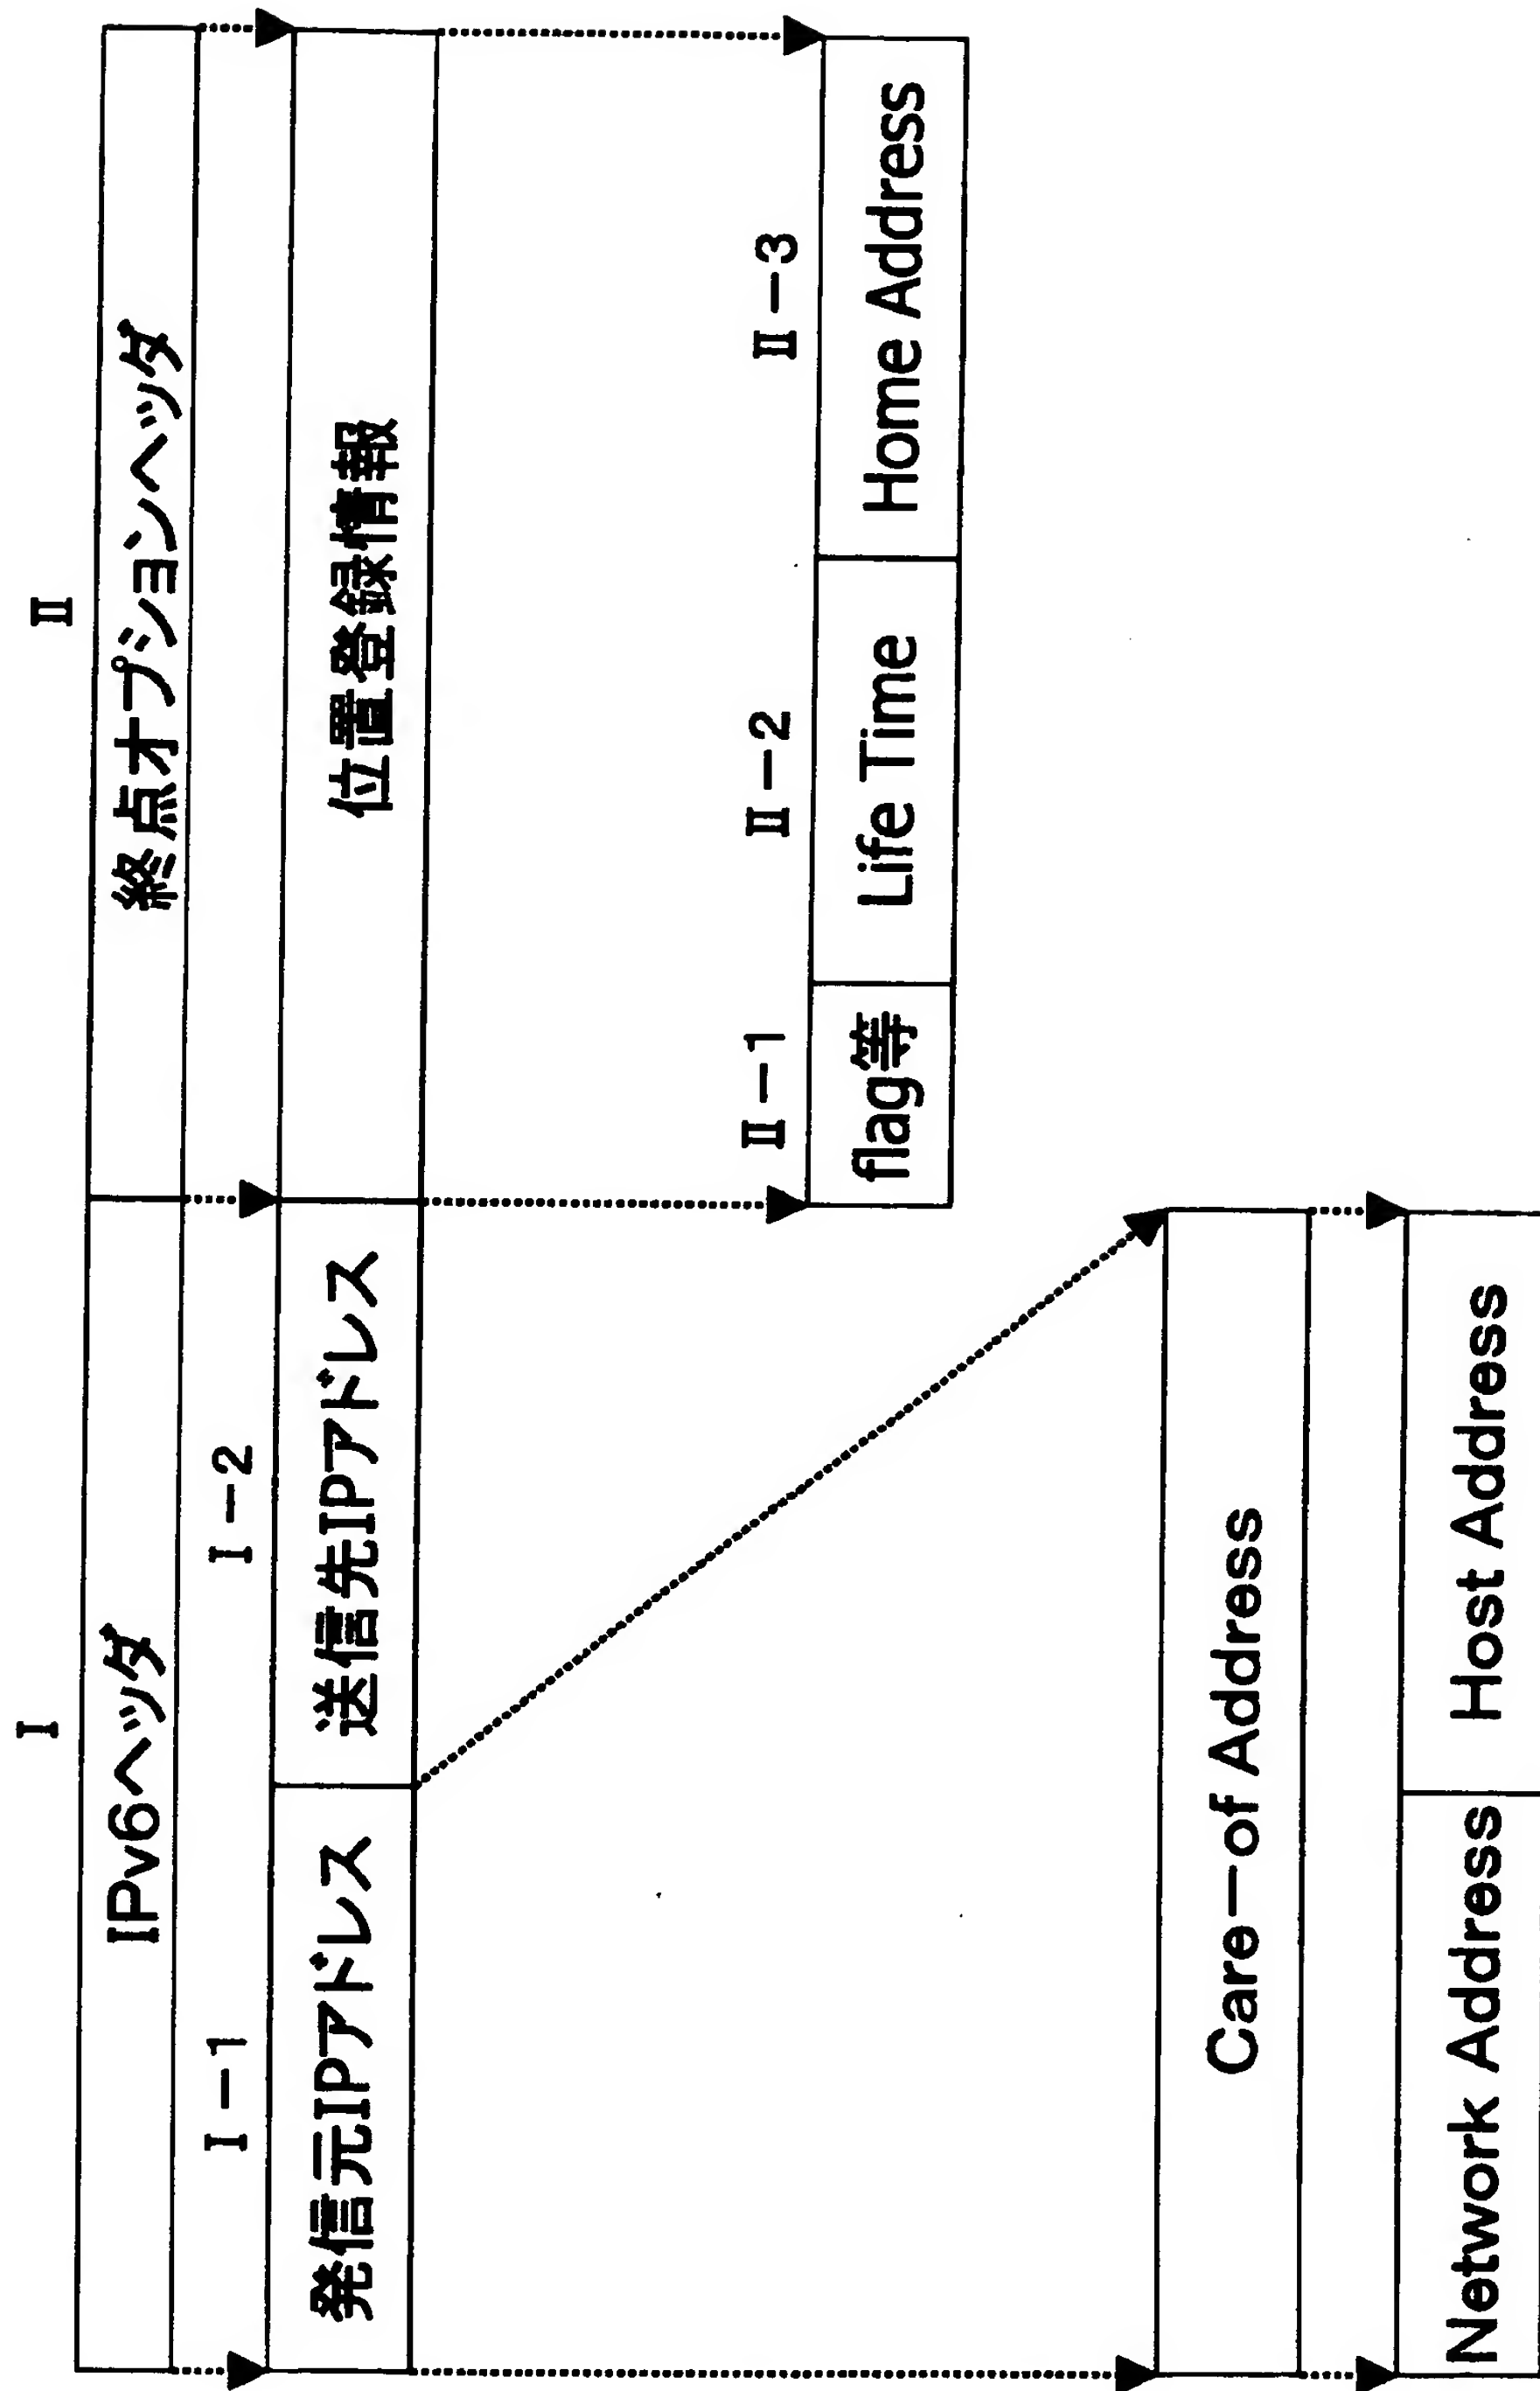 I
II
IPv6ヘッダ
終点オプションヘッダ
I-1
I-2
発信元IPアドレス
送信先IPアドレス
位置登録情報
II-1
II-2
II-3
flag等
Life Time
Home Address
Care-of Address
Network Address
Host Address